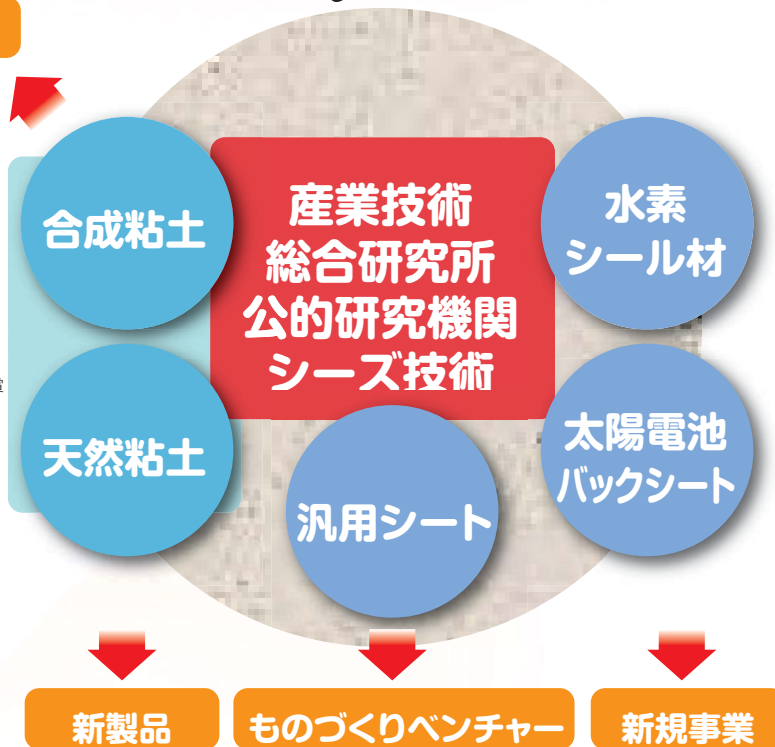 産業技術
総合研究所
公的研究機関
シーズ技術
合成粘土
天然粘土
水素
シール材
太陽電池
バックシート
汎用シート
新製品
ものづくりベンチャー
新規事業